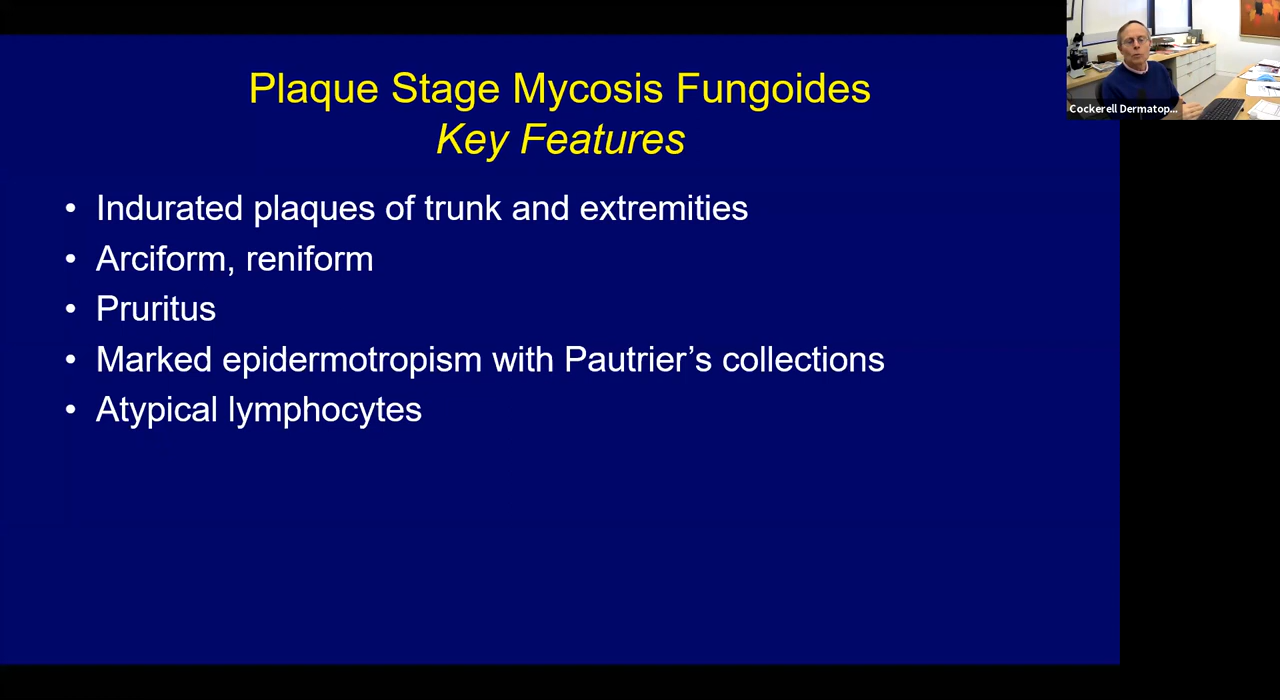 Plaque Stage Mycosis Fungoides
Key Features
• Indurated plaques of trunk and extremities
• Arciform, reniform
• Pruritus
• Marked epidermotropism with Pautrier’s collections
• Atypical lymphocytes
Cockerell Dermatop...